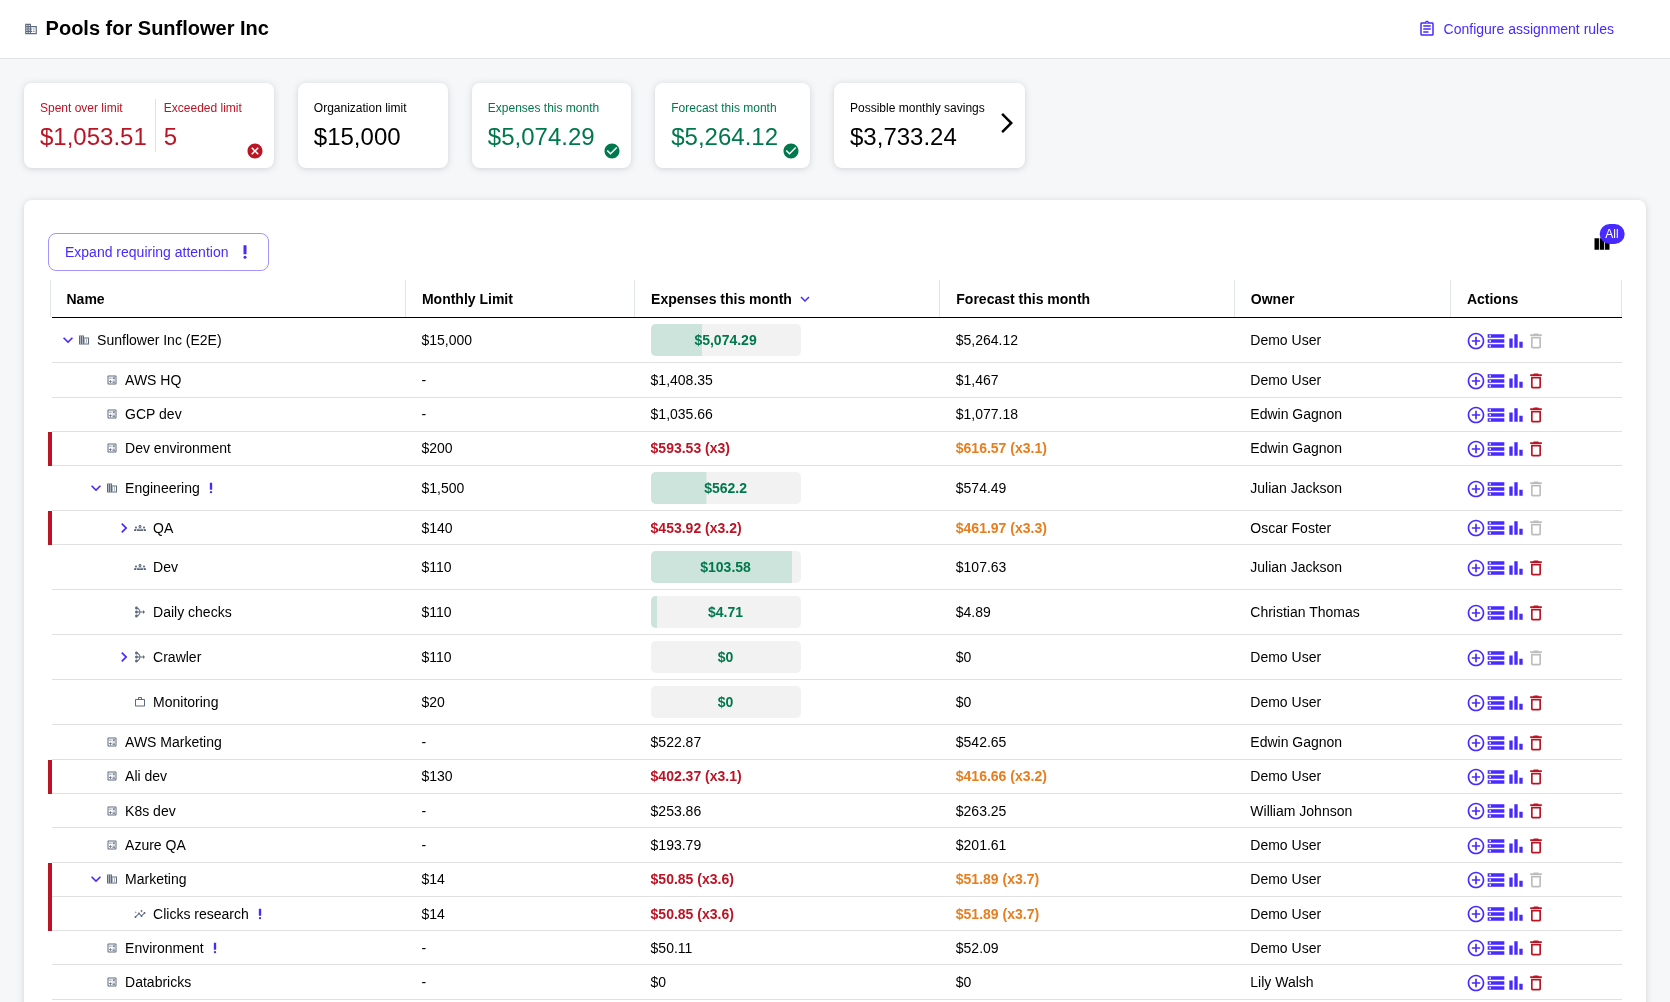 Pools for Sunflower Inc
Configure assignment rules
Spent over limit Exceeded limit Organization limit Expenses this month Forecast this month Possible monthly savings
$1,053.51 5 $15,000 $5,074.29 $5,264.12 $3,733.24
Expand requiring attention
All
Name Monthly Limit Expenses this month Forecast this month Owner Actions
Sunflower Inc (E2E) $15,000 $5,074.29 $5,264.12 Demo User
AWS HQ - $1,408.35 $1,467 Demo User
GCP dev - $1,035.66 $1,077.18 Edwin Gagnon
Dev environment $200 $593.53 (x3) $616.57 (x3.1) Edwin Gagnon
Engineering ! $1,500 $562.2 $574.49 Julian Jackson
QA $140 $453.92 (x3.2) $461.97 (x3.3) Oscar Foster
Dev $110 $103.58 $107.63 Julian Jackson
Daily checks $110 $4.71 $4.89 Christian Thomas
Crawler $110 $0 $0 Demo User
Monitoring $20 $0 $0 Demo User
AWS Marketing - $522.87 $542.65 Edwin Gagnon
Ali dev $130 $402.37 (x3.1) $416.66 (x3.2) Demo User
K8s dev - $253.86 $263.25 William Johnson
Azure QA - $193.79 $201.61 Demo User
Marketing $14 $50.85 (x3.6) $51.89 (x3.7) Demo User
Clicks research ! $14 $50.85 (x3.6) $51.89 (x3.7) Demo User
Environment ! - $50.11 $52.09 Demo User
Databricks - $0 $0 Lily Walsh